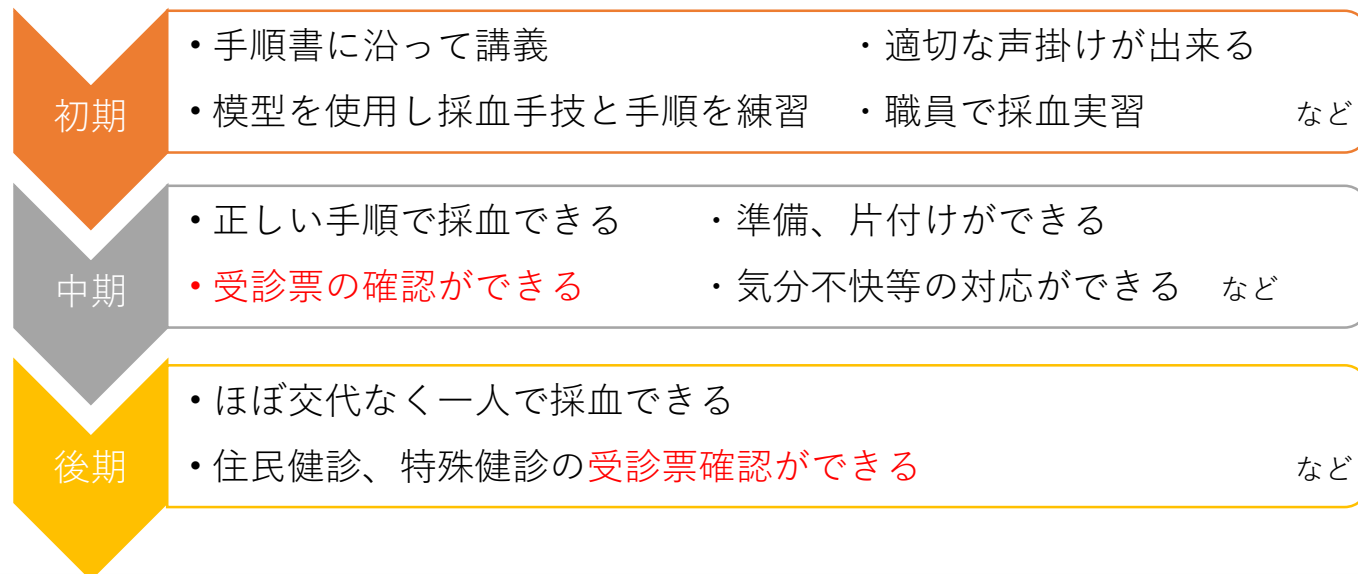 初期
・手順書に沿って講義 ・適切な声掛けが出来る
・模型を使用し採血手技と手順を練習 ・職員で採血実習 など
中期
・正しい手順で採血できる ・準備、片付けができる
・受診票の確認ができる ・気分不快等の対応ができる など
後期
・ほぼ交代なく一人で採血できる
・住民健診、特殊健診の受診票確認ができる など